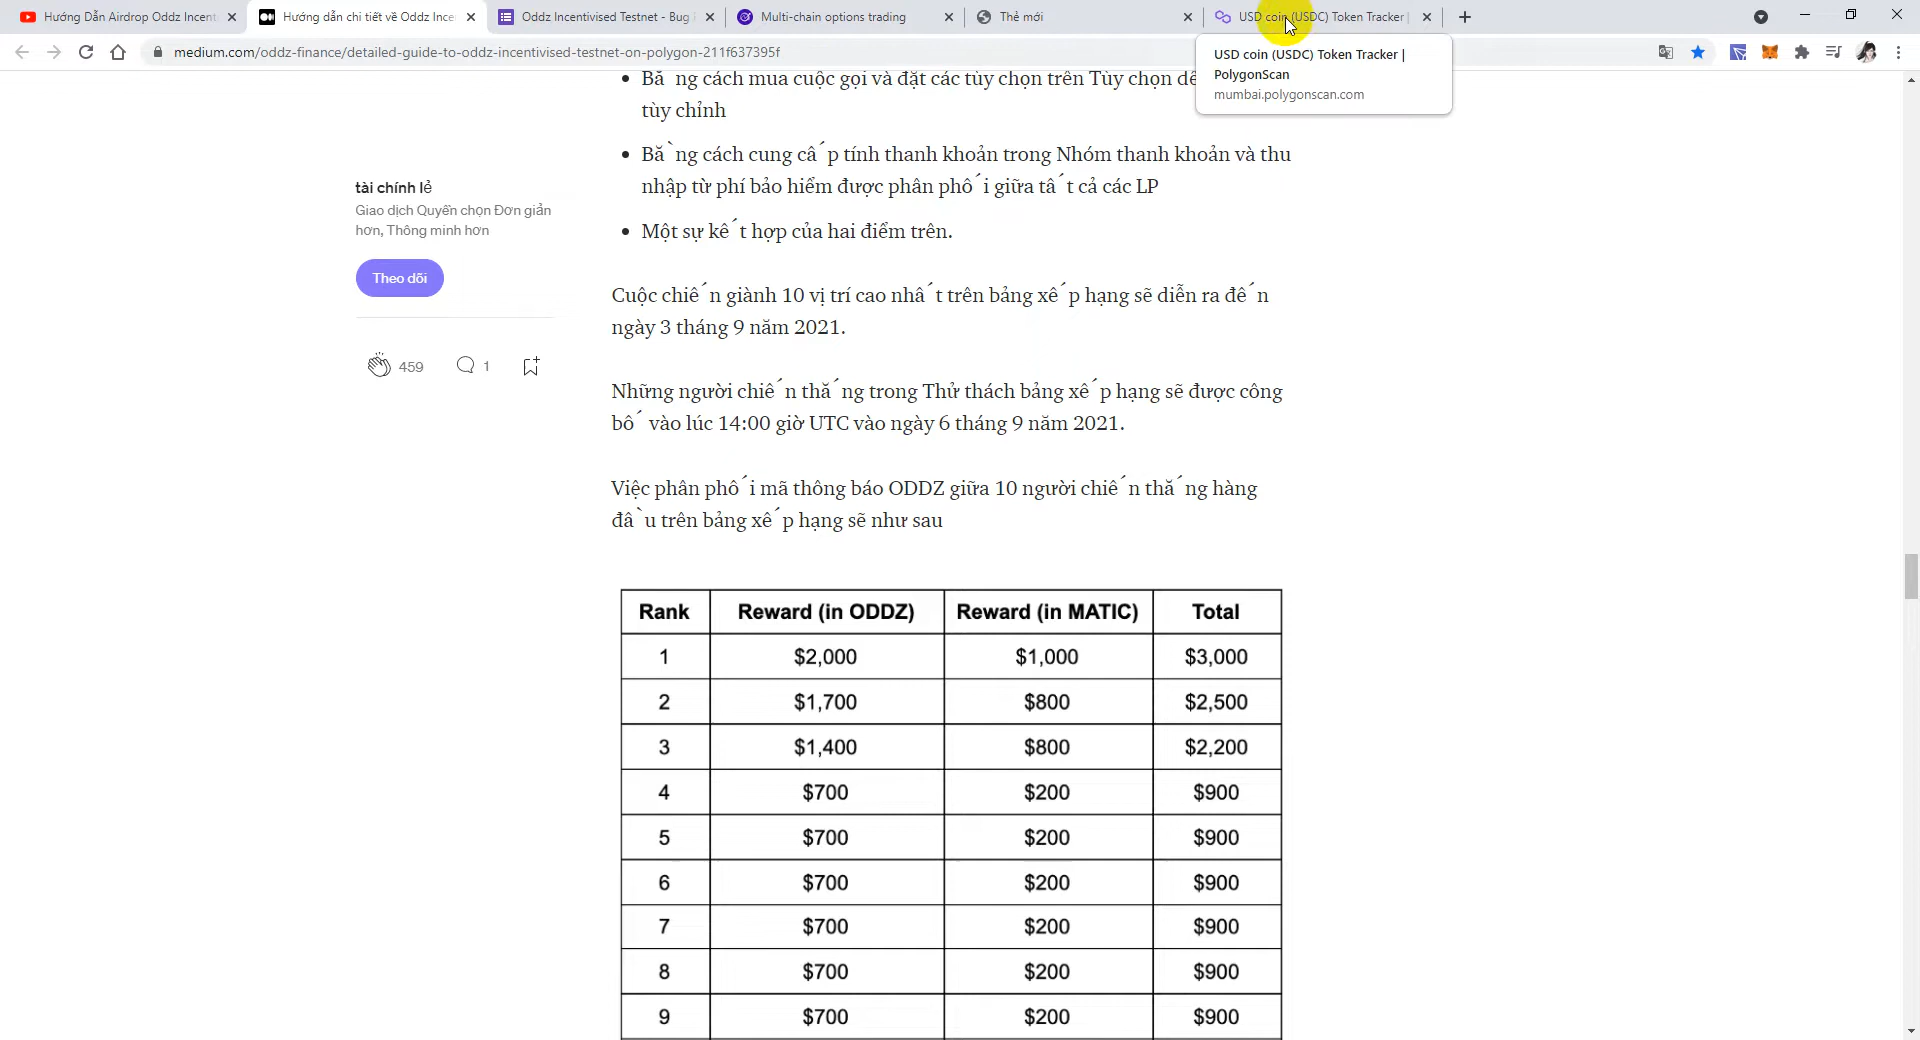 Hướng Dẫn Airdrop Oddz Incent
Hướng dẫn chi tiết về Oddz Ince
Oddz Incentivised Testnet - Bug
Multi-chain options trading
Thẻ mới
USD coin (USDC) Token Tracker |
medium.com/oddz-finance/detailed-guide-to-oddz-incentivised-testnet-on-polygon-211f637395f
USD coin (USDC) Token Tracker |
PolygonScan
mumbai.polygonscan.com
Bằng cách mua cuộc gọi và đặt các tùy chọn trên Tùy chọn
tùy chỉnh
Bằng cách cung cấp tính thanh khoản trong Nhóm thanh khoản và thu
nhập từ phí bảo hiểm được phân phối giữa tất cả các LP
Một sự kết hợp của hai điểm trên.
tài chính lẻ
Giao dịch Quyền chọn Đơn giản
hơn, Thông minh hơn
Theo dõi
459
1
Cuộc chiến giành 10 vị trí cao nhất trên bảng xếp hạng sẽ diễn ra đến
ngày 3 tháng 9 năm 2021.
Những người chiến thắng trong Thử thách bảng xếp hạng sẽ được công
bố vào lúc 14:00 giờ UTC vào ngày 6 tháng 9 năm 2021.
Việc phân phối mã thông báo ODDZ giữa 10 người chiến thắng hàng
đầu trên bảng xếp hạng sẽ như sau
Rank Reward (in ODDZ) Reward (in MATIC) Total
1 $2,000 $1,000 $3,000
2 $1,700 $800 $2,500
3 $1,400 $800 $2,200
4 $700 $200 $900
5 $700 $200 $900
6 $700 $200 $900
7 $700 $200 $900
8 $700 $200 $900
9 $700 $200 $900